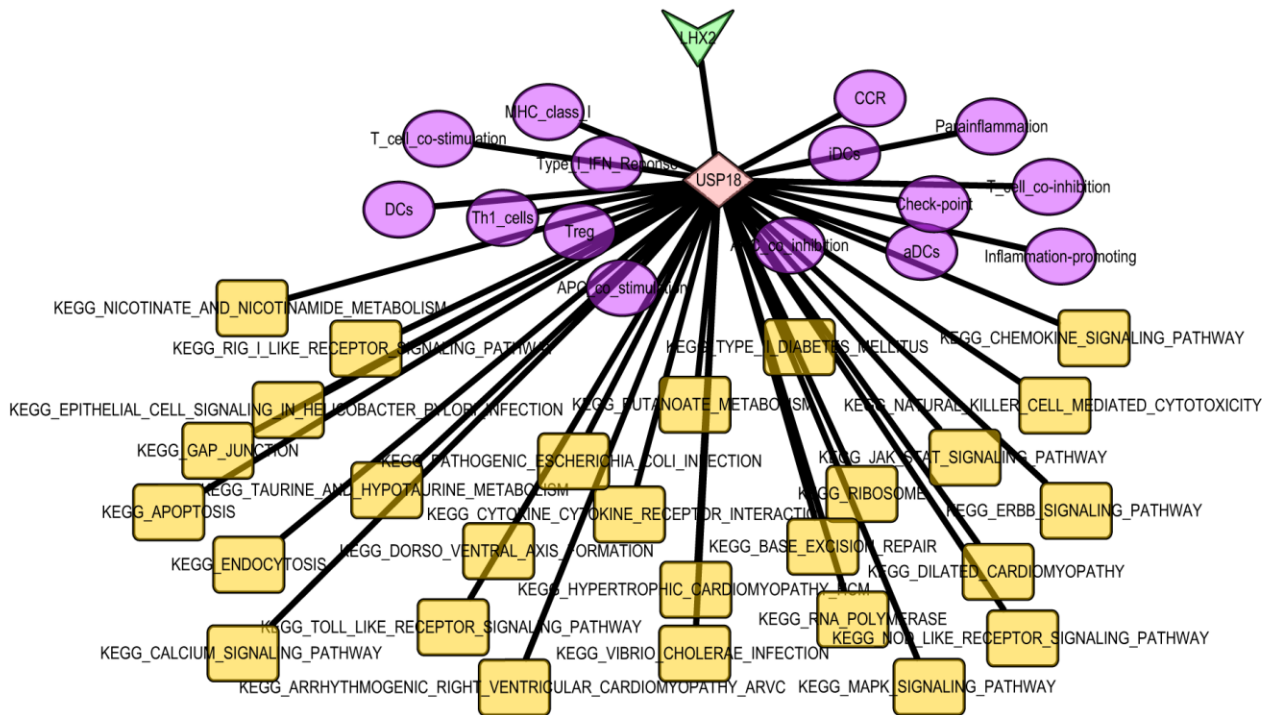 LHX2
CCR
MHC_class_I
Parainflammation
T_cell_co-stimulation
iDCs
Type_I_IFN_Reponse
USP18
T_cell_co-inhibition
Check-point
DCs
Th1_cells
Treg
APC_co_inhibition
aDCs
Inflammation-promoting
APC_co_stimulation
KEGG_NICOTINATE_AND_NICOTINAMIDE_METABOLISM
KEGG_CHEMOKINE_SIGNALING_PATHWAY
KEGG_RIG_I_LIKE_RECEPTOR_SIGNALING_PATHWAY
KEGG_TYPE_I_DIABETES_MELLITUS
KEGG_EPITHELIAL_CELL_SIGNALING_IN_HELICOBACTER_PYLORI_INFECTION
KEGG_BUTANOATE_METABOLISM
KEGG_NATURAL_KILLER_CELL_MEDIATED_CYTOTOXICITY
KEGG_GAP_JUNCTION
KEGG_PATHOGENIC_ESCHERICHIA_COLI_INFECTION
KEGG_JAK_STAT_SIGNALING_PATHWAY
KEGG_TAURINE_AND_HYPOTAURINE_METABOLISM
KEGG_RIBOSOME
KEGG_APOPTOSIS
KEGG_CYTOKINE_CYTOKINE_RECEPTOR_INTERACTION
KEGG_ERBB_SIGNALING_PATHWAY
KEGG_DORSO_VENTRAL_AXIS_FORMATION
KEGG_BASE_EXCISION_REPAIR
KEGG_ENDOCYTOSIS
KEGG_DILATED_CARDIOMYOPATHY
KEGG_HYPERTROPHIC_CARDIOMYOPATHY_HCM
KEGG_RNA_POLYMERASE
KEGG_TOLL_LIKE_RECEPTOR_SIGNALING_PATHWAY
KEGG_NOD_LIKE_RECEPTOR_SIGNALING_PATHWAY
KEGG_CALCIUM_SIGNALING_PATHWAY
KEGG_VIBRIO_CHOLERAE_INFECTION
KEGG_ARRHYTHMOGENIC_RIGHT_VENTRICULAR_CARDIOMYOPATHY_ARVC
KEGG_MAPK_SIGNALING_PATHWAY